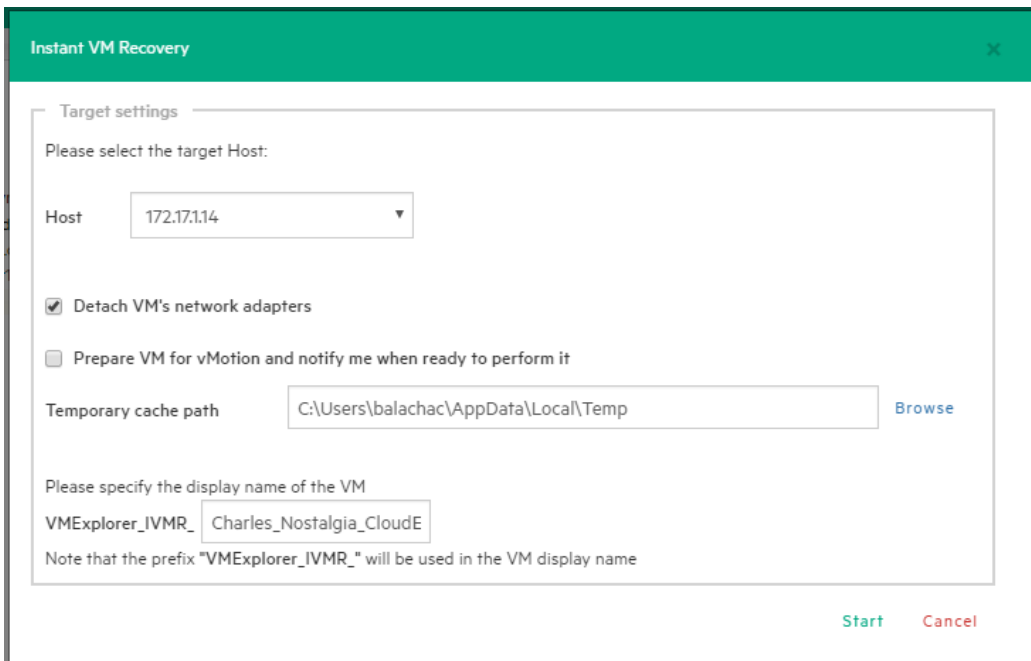 Instant VM Recovery
Target settings
Please select the target Host:
Host 172.17.1.14
Detach VM's network adapters
Prepare VM for vMotion and notify me when ready to perform it
Temporary cache path C:\Users\balachac\AppData\Local\Temp Browse
Please specify the display name of the VM
VMExplorer_IVMR_ Charles_Nostalgia_CloudE
Note that the prefix "VMExplorer_IVMR_" will be used in the VM display name
Start Cancel